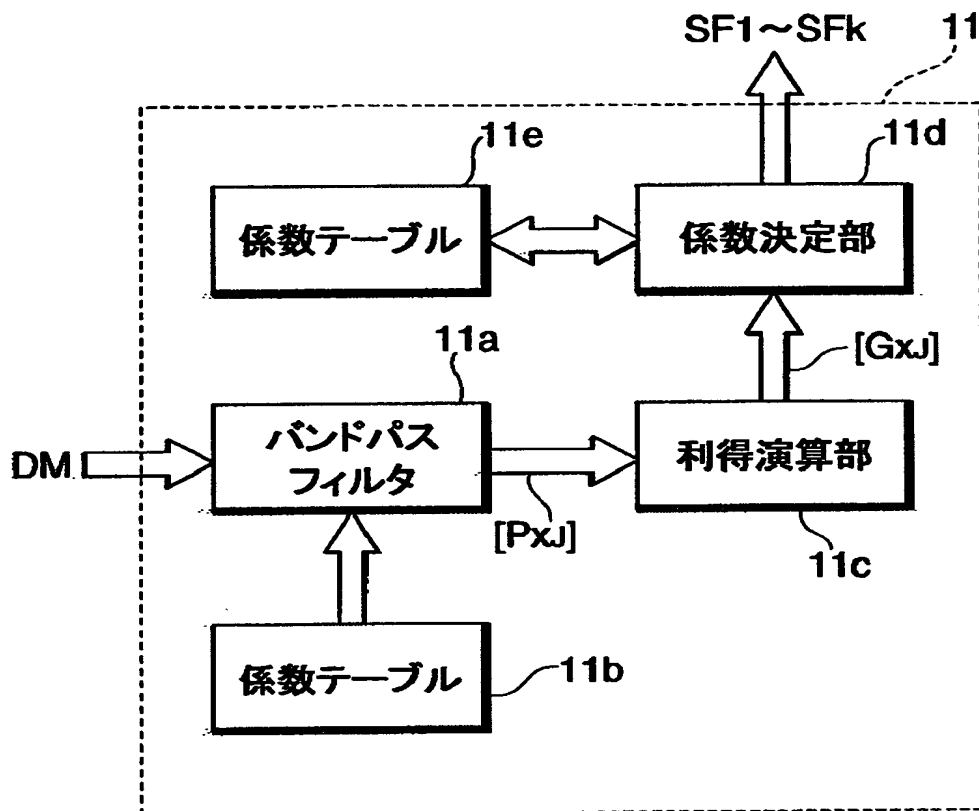 SF1～SFk
11
11e
11d
係数テーブル
係数決定部
11a
[GxJ]
DM
バンドパス
フィルタ
利得演算部
[PxJ]
11c
係数テーブル
11b